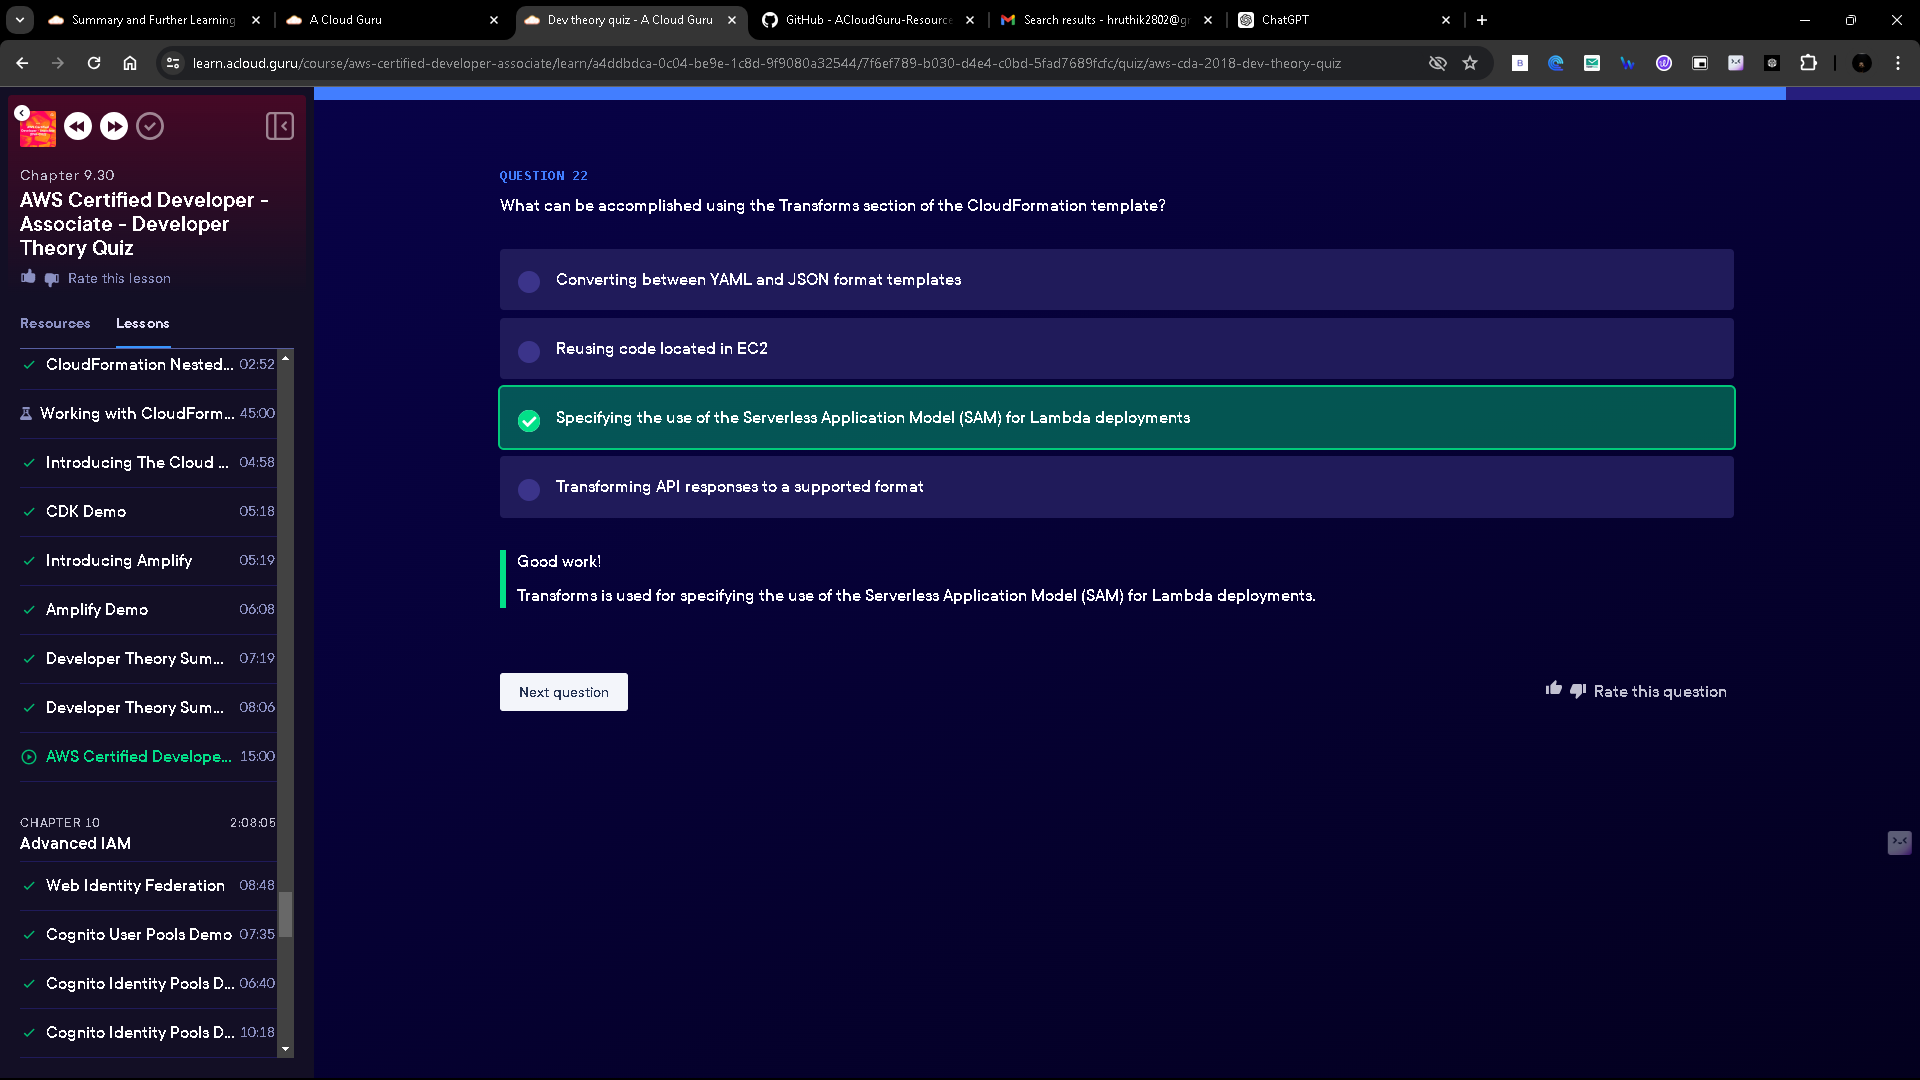 Summary and Further Learning
A Cloud Guru
Dev theory quiz - A Cloud Guru
GitHub - ACloudGuru-Resource
Search results - hruthik2802@gr
ChatGPT
learn.acloud.guru/course/aws-certified-developer-associate/learn/a4ddbdca-0c04-be9e-1c8d-9f9080a32544/7f6ef789-b030-d4e4-c0bd-5fad7689fcfc/quiz/aws-cda-2018-dev-theory-quiz
Chapter 9.30
AWS Certified Developer -
Associate - Developer
Theory Quiz
Rate this lesson
Resources
Lessons
CloudFormation Nested... 02:52
Working with CloudForm... 45:00
Introducing The Cloud ... 04:58
CDK Demo 05:18
Introducing Amplify 05:19
Amplify Demo 06:08
Developer Theory Sum... 07:19
Developer Theory Sum... 08:06
AWS Certified Develope... 15:00
CHAPTER 10 2:08:05
Advanced IAM
Web Identity Federation 08:48
Cognito User Pools Demo 07:35
Cognito Identity Pools D... 06:40
Cognito Identity Pools D... 10:18
QUESTION 22
What can be accomplished using the Transforms section of the CloudFormation template?
Converting between YAML and JSON format templates
Reusing code located in EC2
Specifying the use of the Serverless Application Model (SAM) for Lambda deployments
Transforming API responses to a supported format
Good work!
Transforms is used for specifying the use of the Serverless Application Model (SAM) for Lambda deployments.
Next question
Rate this question